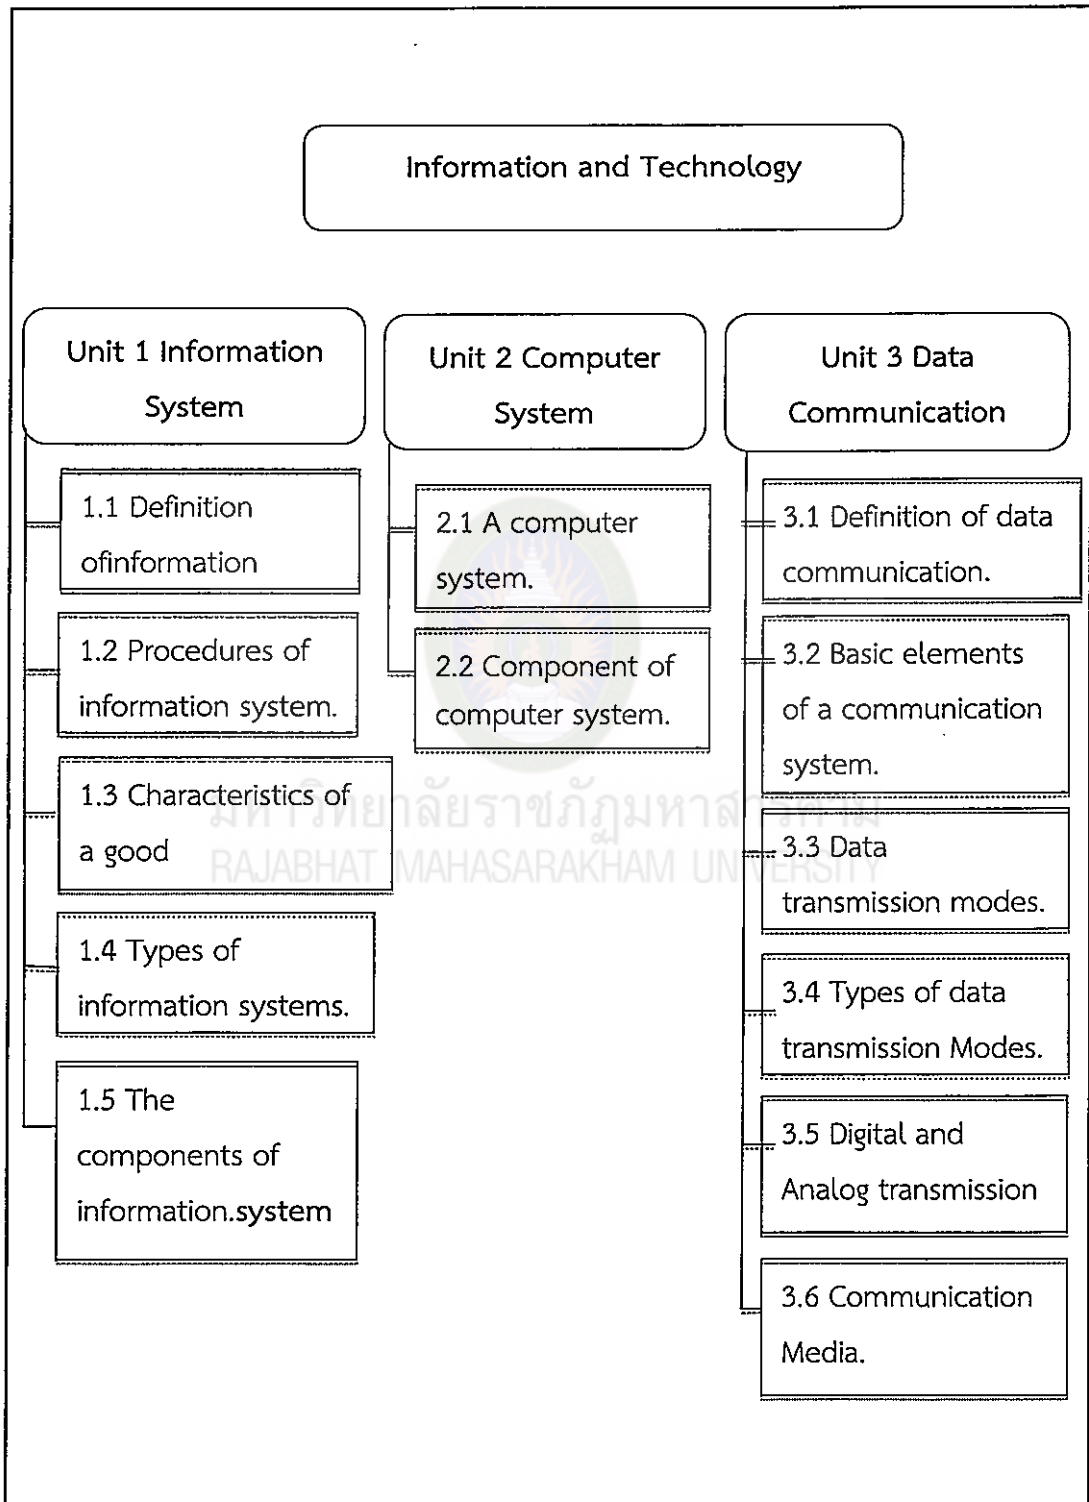 Information and Technology
Unit 1 Information
System
1.1 Definition
ofinformation
1.2 Procedures of
information system.
1.3 Characteristics of
a good
1.4 Types of
information systems.
1.5 The
components of
information.system
Unit 2 Computer
System
2.1 A computer
system.
2.2 Component of
computer system.
Unit 3 Data
Communication
3.1 Definition of data
communication.
3.2 Basic elements
of a communication
system.
3.3 Data
transmission modes.
3.4 Types of data
transmission Modes.
3.5 Digital and
Analog transmission
3.6 Communication
Media.
มหาวิทยาลัยราชภัฏมหาสารคาม
RAJABHAT MAHASARAKHAM UNIVERSITY